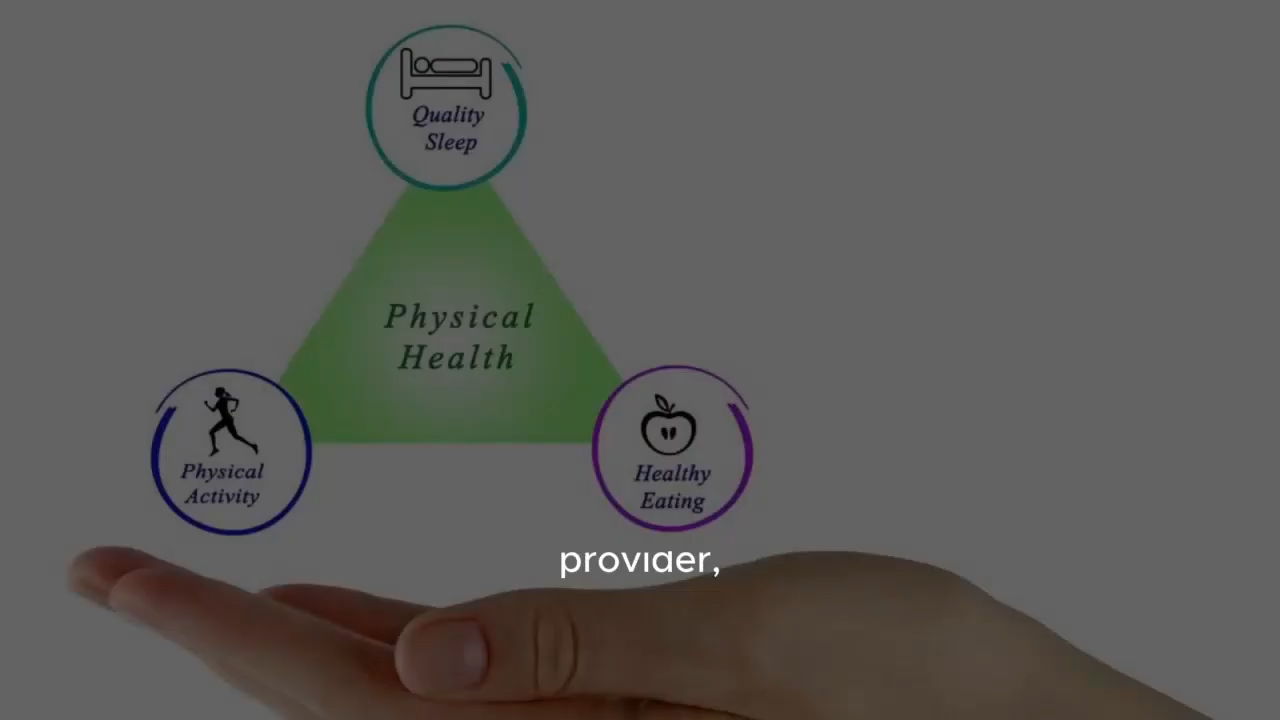 Quality
Sleep
Physical
Health
Physical
Activity
Healthy
Eating
provider,